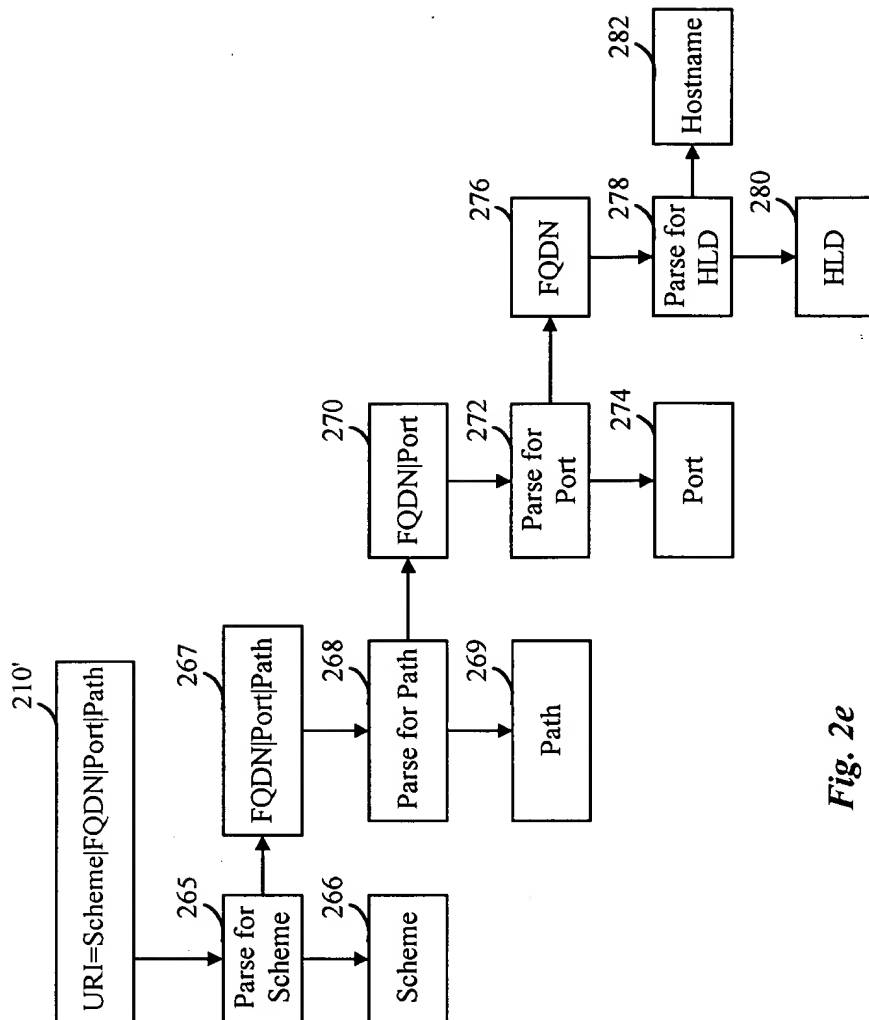 210'
URI=Scheme|FQDN|Port|Path
265
Parse for
Scheme
266
Scheme
267
FQDN|Port|Path
268
Parse for Path
269
Path
270
FQDN|Port
272
Parse for
Port
274
Port
276
FQDN
278
Parse for
HLD
280
HLD
282
Hostname
Fig. 2e